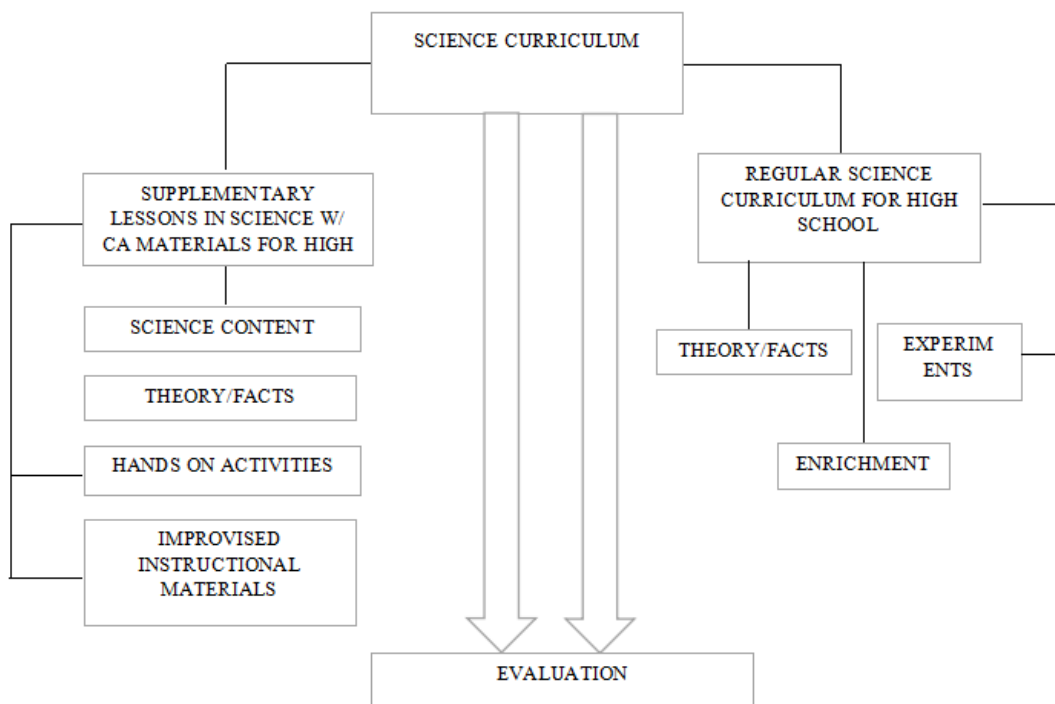 SCIENCE CURRICULUM
SUPPLEMENTARY
LESSONS IN SCIENCE W/
CA MATERIALS FOR HIGH
SCIENCE CONTENT
THEORY/FACTS
HANDS ON ACTIVITIES
IMPROVISED
INSTRUCTIONAL
MATERIALS
REGULAR SCIENCE
CURRICULUM FOR HIGH
SCHOOL
THEORY/FACTS
EXPERIM
ENTS
ENRICHMENT
EVALUATION